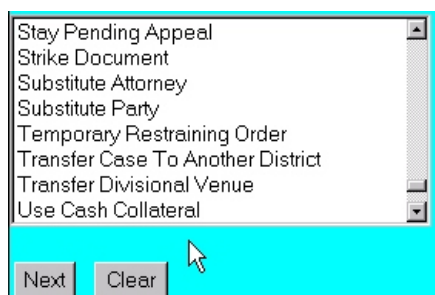 Stay Pending Appeal
Strike Document
Substitute Attorney
Substitute Party
Temporary Restraining Order
Transfer Case To Another District
Transfer Divisional Venue
Use Cash Collateral
Next Clear